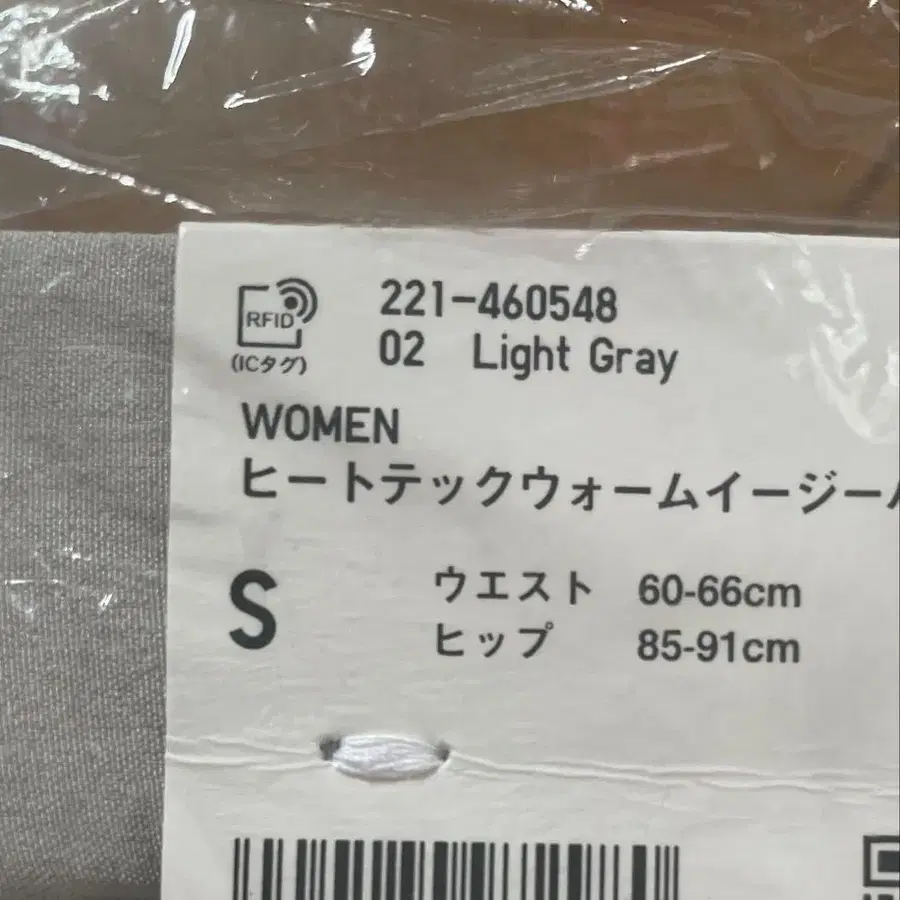 RFID
(ICタグ)
221-460548
02 Light Gray
WOMEN
ヒートテックウォームイージー
S
ウエスト 60-66cm
ヒップ 85-91cm